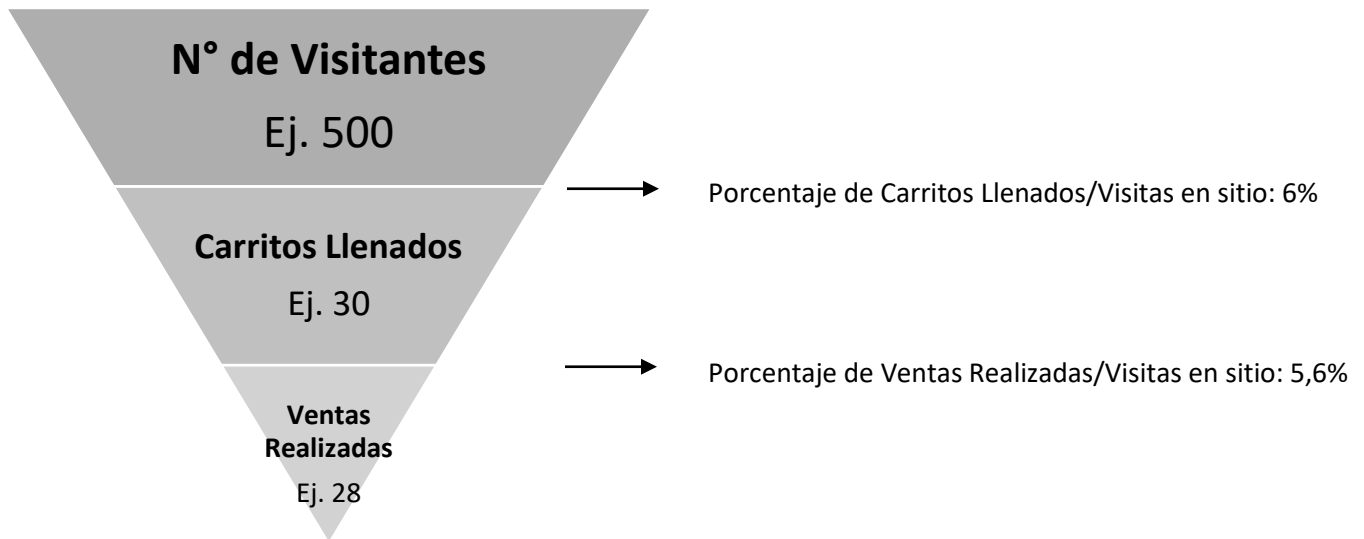 N° de Visitantes
Ej. 500
Porcentaje de Carritos Llenados/Visitas en sitio: 6%
Carritos Llenados
Ej. 30
Porcentaje de Ventas Realizadas/Visitas en sitio: 5,6%
Ventas
Realizadas
Ej. 28